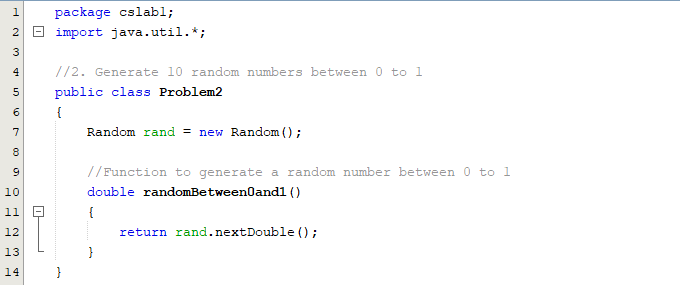 1 package cslab1;
2 import java.util.*;
3
4 //2. Generate 10 random numbers between 0 to 1
5 public class Problem2
6 {
7 Random rand = new Random();
8
9 //Function to generate a random number between 0 to 1
10 double randomBetween0and1()
11 {
12 return rand.nextDouble();
13 }
14 }